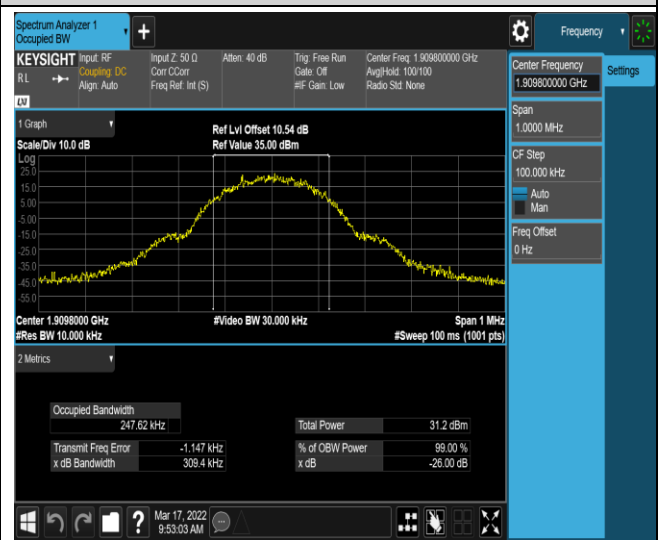 Spectrum Analyzer 1
Occupied BW
Frequency
KEYSIGHT
RL
LXI
Input: RF
Coupling: DC
Align: Auto
Input Z: 50 Ω
Corr CCorr
Freq Ref: Int (S)
Atten: 40 dB
Trig: Free Run
Gate: Off
#IF Gain: Low
Center Freq: 1.909800000 GHz
Avg|Hold: 100/100
Radio Std: None
Center Frequency
1.909800000 GHz
Settings
Span
1.0000 MHz
CF Step
100.000 kHz
Auto
Man
Freq Offset
0 Hz
1 Graph
Scale/Div 10.0 dB
Ref Lvl Offset 10.54 dB
Ref Value 35.00 dBm
Log
25.0
15.0
5.00
-5.00
-15.0
-25.0
-35.0
-45.0
-55.0
Center 1.9098000 GHz
#Res BW 10.000 kHz
#Video BW 30.000 kHz
Span 1 MHz
#Sweep 100 ms (1001 pts)
2 Metrics
Occupied Bandwidth
247.62 kHz
Total Power 31.2 dBm
Transmit Freq Error -1.147 kHz
% of OBW Power 99.00 %
x dB Bandwidth 309.4 kHz
x dB -26.00 dB
Mar 17, 2022
9:53:03 AM